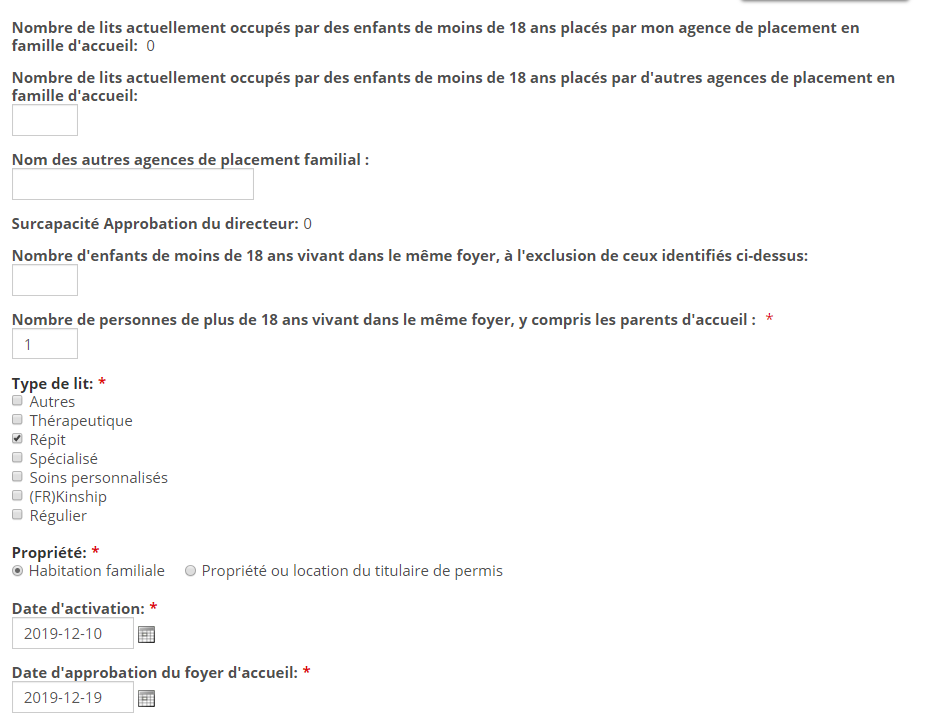 Nombre de lits actuellement occupés par des enfants de moins de 18 ans placés par mon agence de placement en
famille d'accueil: 0
Nombre de lits actuellement occupés par des enfants de moins de 18 ans placés par d'autres agences de placement en
famille d'accueil:
Nom des autres agences de placement familial :
Surcapacité Approbation du directeur: 0
Nombre d'enfants de moins de 18 ans vivant dans le même foyer, à l'exclusion de ceux identifiés ci-dessus:
Nombre de personnes de plus de 18 ans vivant dans le même foyer, y compris les parents d'accueil : *
1
Type de lit: *
Autres
Thérapeutique
Répit
Spécialisé
Soins personnalisés
(FR)Kinship
Régulier
Propriété: *
Habitation familiale Propriété ou location du titulaire de permis
Date d'activation: *
2019-12-10
Date d'approbation du foyer d'accueil: *
2019-12-19